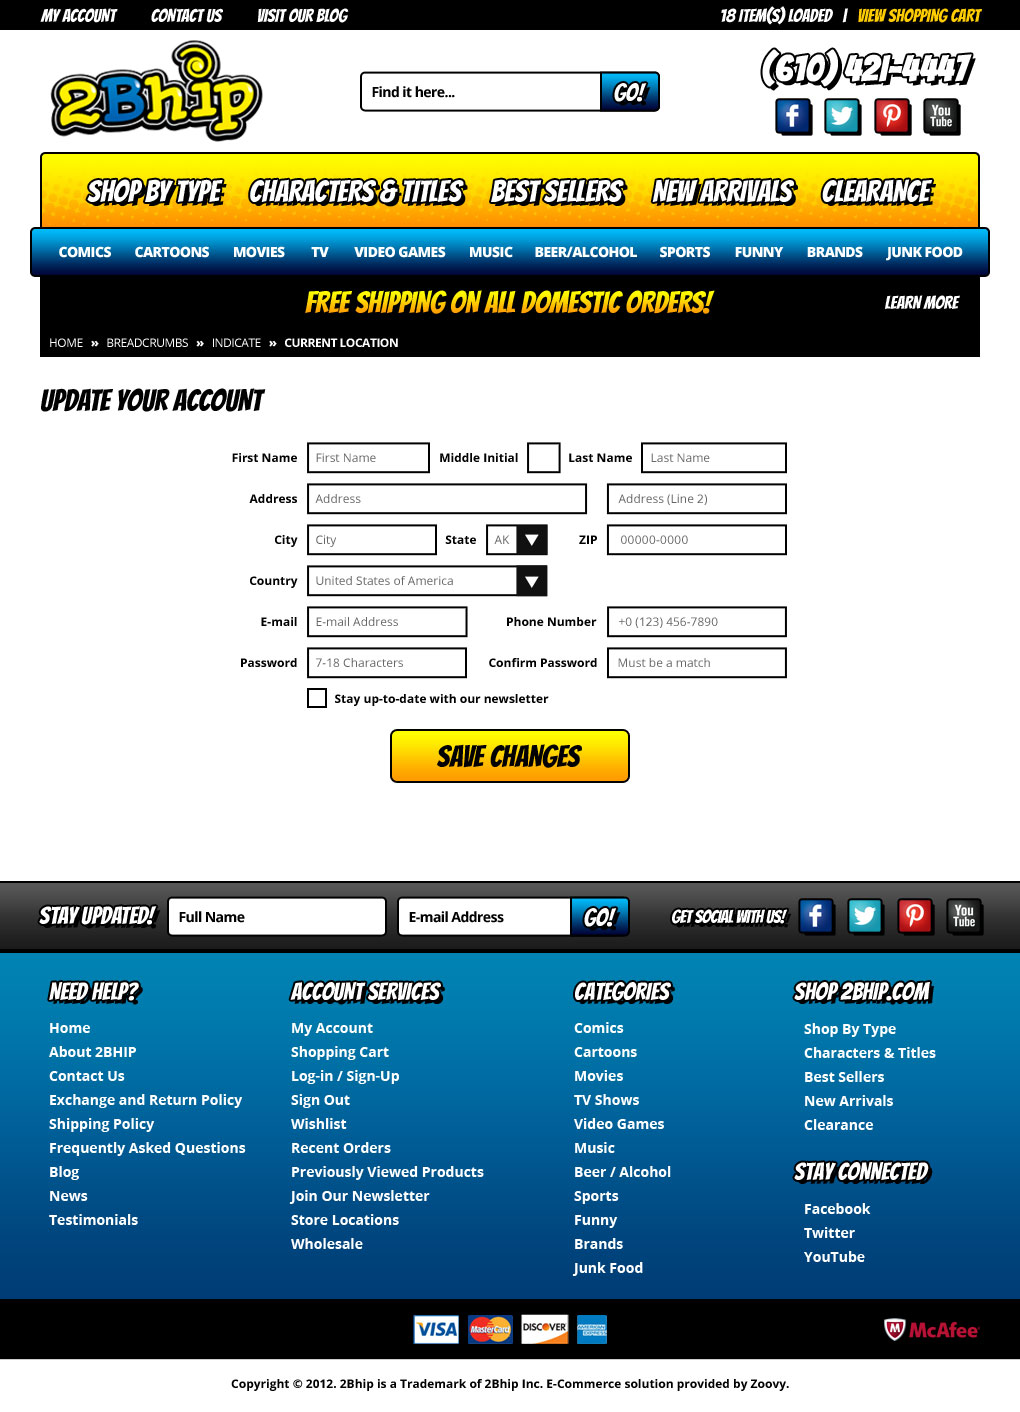 MY ACCOUNT CONTACT US VISIT OUR BLOG 18 ITEM(S) LOADED | VIEW SHOPPING CART
2Bhip
Find it here... GO!
(610) 421-4447
You Tube
SHOP BY TYPE CHARACTERS & TITLES BEST SELLERS NEW ARRIVALS CLEARANCE
COMICS CARTOONS MOVIES TV VIDEO GAMES MUSIC BEER/ALCOHOL SPORTS FUNNY BRANDS JUNK FOOD
FREE SHIPPING ON ALL DOMESTIC ORDERS! LEARN MORE
HOME » BREADCRUMBS » INDICATE » CURRENT LOCATION
UPDATE YOUR ACCOUNT
First Name First Name Middle Initial Last Name Last Name
Address Address Address (Line 2)
City City State AK ZIP 00000-0000
Country United States of America
E-mail E-mail Address Phone Number +0 (123) 456-7890
Password 7-18 Characters Confirm Password Must be a match
Stay up-to-date with our newsletter
SAVE CHANGES
STAY UPDATED! Full Name E-mail Address GO! GET SOCIAL WITH US! You Tube
NEED HELP?
Home
About 2BHIP
Contact Us
Exchange and Return Policy
Shipping Policy
Frequently Asked Questions
Blog
News
Testimonials
ACCOUNT SERVICES
My Account
Shopping Cart
Log-in / Sign-Up
Sign Out
Wishlist
Recent Orders
Previously Viewed Products
Join Our Newsletter
Store Locations
Wholesale
CATEGORIES
Comics
Cartoons
Movies
TV Shows
Video Games
Music
Beer / Alcohol
Sports
Funny
Brands
Junk Food
SHOP 2BHIP.COM
Shop By Type
Characters & Titles
Best Sellers
New Arrivals
Clearance
STAY CONNECTED
Facebook
Twitter
YouTube
VISA MasterCard DISCOVER AMERICAN EXPRESS McAfee
Copyright © 2012. 2Bhip is a Trademark of 2Bhip Inc. E-Commerce solution provided by Zoovy.